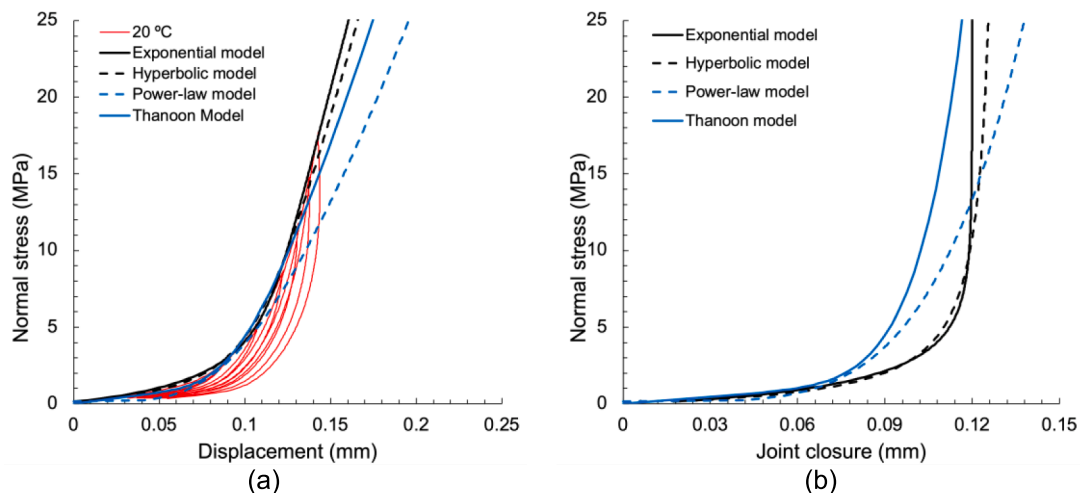 25
20
15
10
5
0
Normal stress (MPa)
20 ºC
Exponential model
Hyperbolic model
Power-law model
Thanoon Model
0
0.05
0.1
0.15
0.2
0.25
Displacement (mm)
(a)
25
20
15
10
5
0
Normal stress (MPa)
Exponential model
Hyperbolic model
Power-law model
Thanoon model
0
0.03
0.06
0.09
0.12
0.15
Joint closure (mm)
(b)